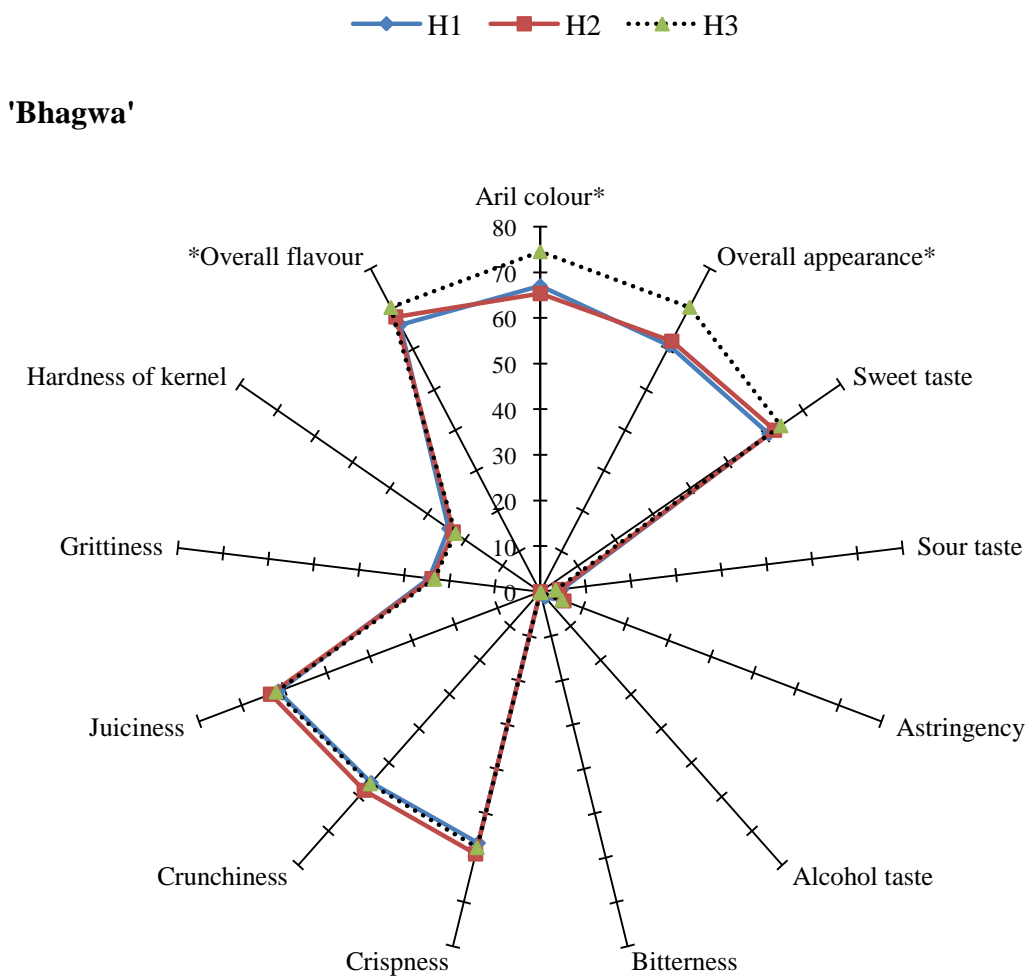 H1 H2 H3
'Bhagwa'
Aril colour*
*Overall flavour
Overall appearance*
80
70
60
50
40
30
20
10
0
Hardness of kernel
Sweet taste
Grittiness
Sour taste
Juiciness
Astringency
Crunchiness
Alcohol taste
Crispness
Bitterness